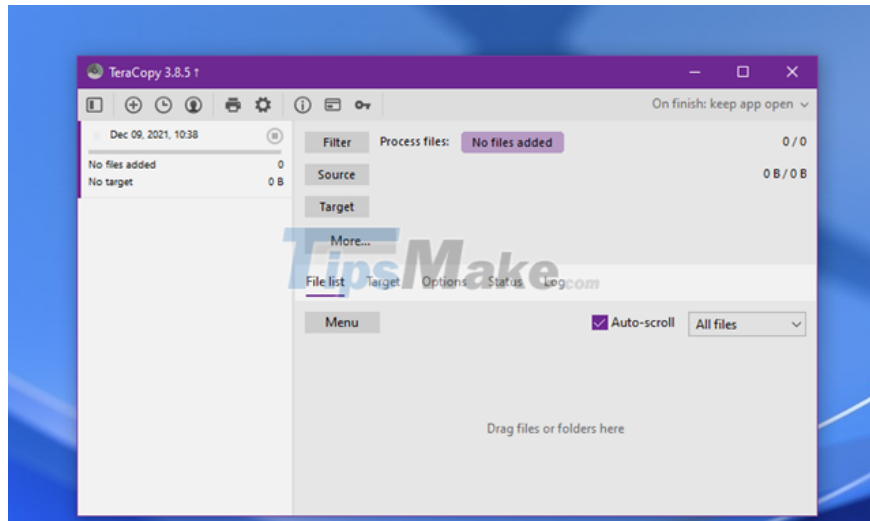 TeraCopy 3.8.5 ↑
On finish: keep app open
Dec 09, 2021, 10:38
No files added 0
No target 0 B
Filter Process files: No files added 0 / 0
Source 0 B / 0 B
Target
More...
TipsMake.com
File list Target Options Status Log
Menu Auto-scroll All files
Drag files or folders here